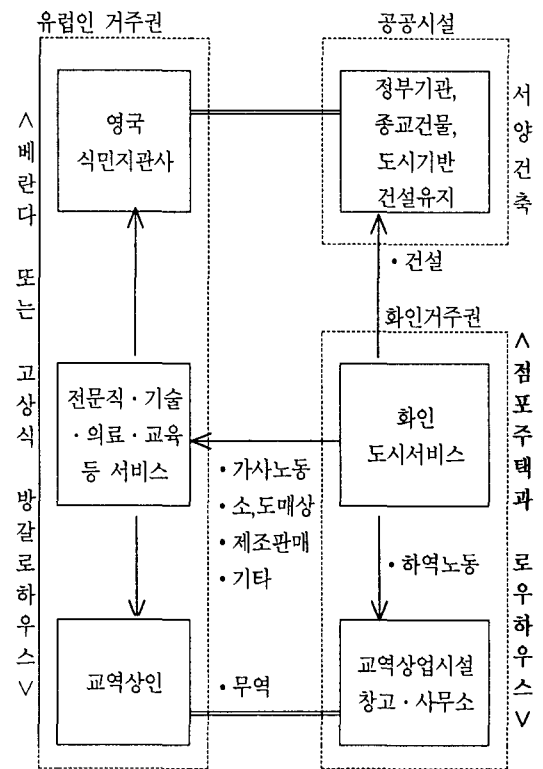 유럽인 거주권
공공시설
영국
식민지관사
정부기관,
종교건물,
도시기반
건설유지
서양건축
<베란다 또는 고상식 방갈로하우스>
• 건설
화인거주권
전문직 · 기술
· 의료 · 교육
등 서비스
화인
도시서비스
<점포주택과 로우하우스>
• 가사노동
• 소,도매상
• 제조판매
• 기타
• 하역노동
교역상인
• 무역
교역상업시설
창고 · 사무소